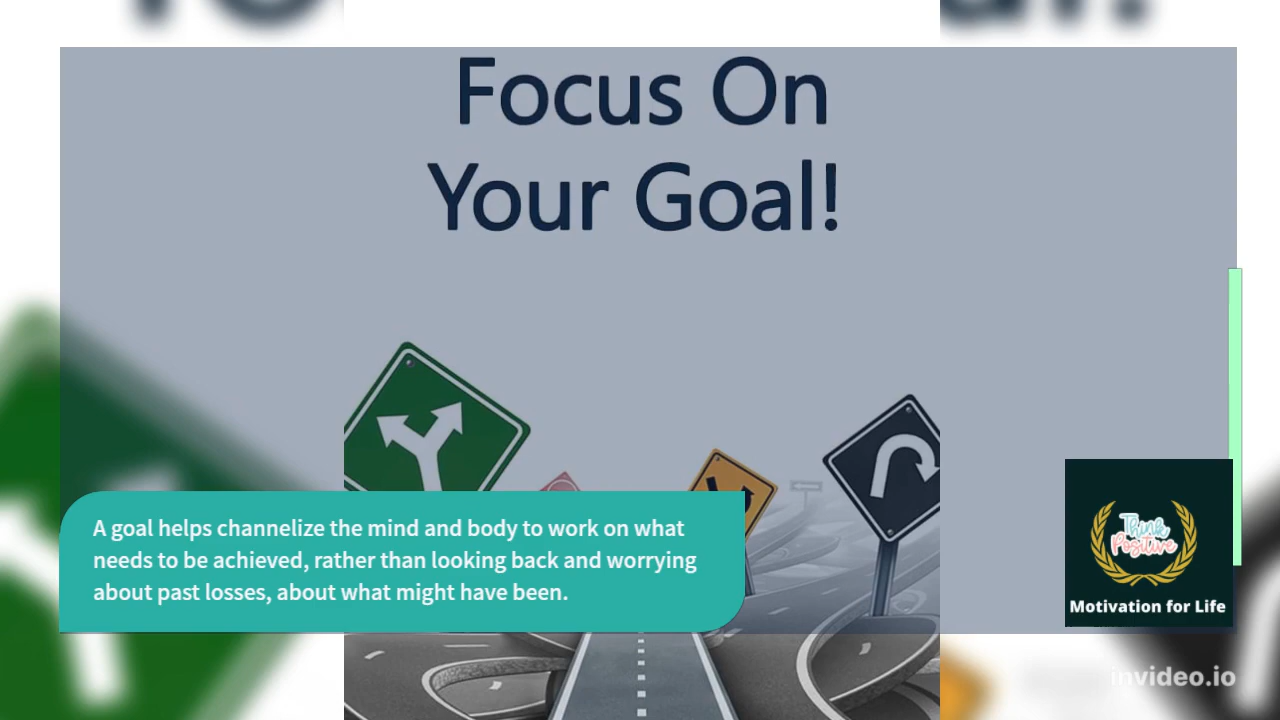 Focus On
Your Goal!
A goal helps channelize the mind and body to work on what
needs to be achieved, rather than looking back and worrying
about past losses, about what might have been.
Think
Positive
Motivation for Life
invideo.io